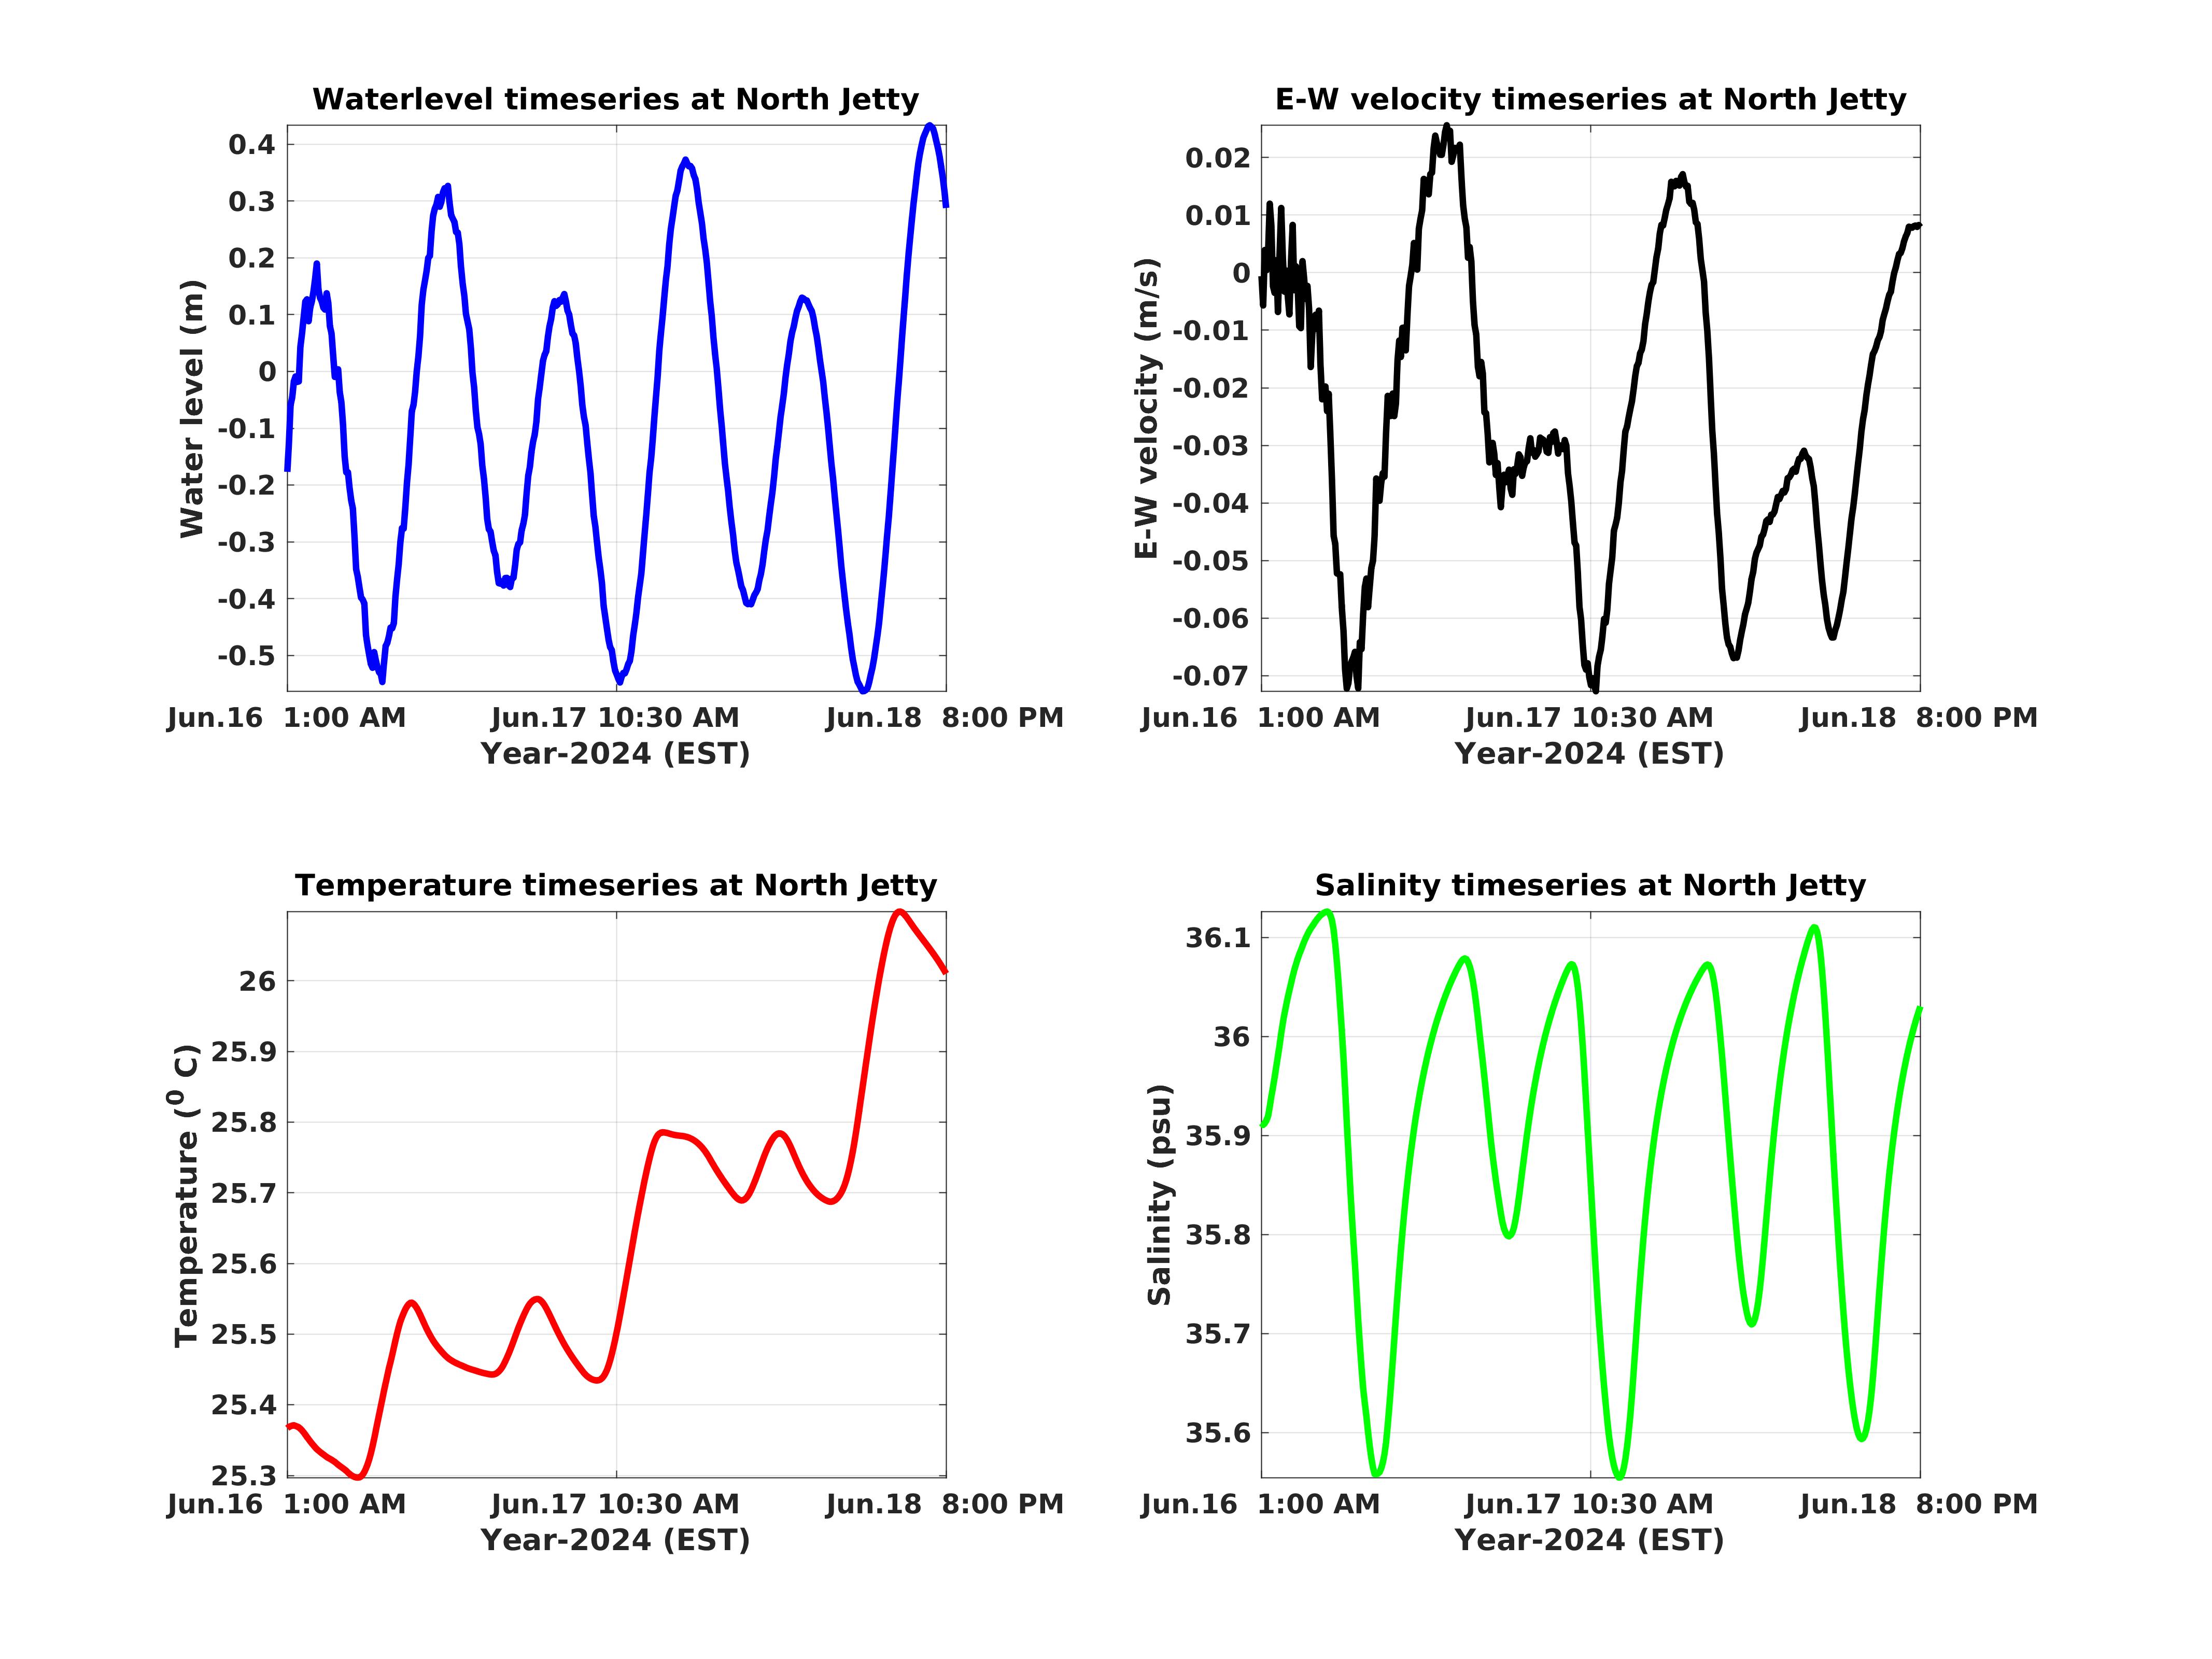 Waterlevel timeseries at North Jetty
0.4
0.3
0.2
0.1
0
-0.1
-0.2
-0.3
-0.4
-0.5
Water level (m)
Jun.16 1:00 AM Jun.17 10:30 AM Jun.18 8:00 PM
Year-2024 (EST)
E-W velocity timeseries at North Jetty
0.02
0.01
0
-0.01
-0.02
-0.03
-0.04
-0.05
-0.06
-0.07
E-W velocity (m/s)
Jun.16 1:00 AM Jun.17 10:30 AM Jun.18 8:00 PM
Year-2024 (EST)
Temperature timeseries at North Jetty
26
25.9
25.8
25.7
25.6
25.5
25.4
25.3
Temperature (⁰ C)
Jun.16 1:00 AM Jun.17 10:30 AM Jun.18 8:00 PM
Year-2024 (EST)
Salinity timeseries at North Jetty
36.1
36
35.9
35.8
35.7
35.6
Salinity (psu)
Jun.16 1:00 AM Jun.17 10:30 AM Jun.18 8:00 PM
Year-2024 (EST)